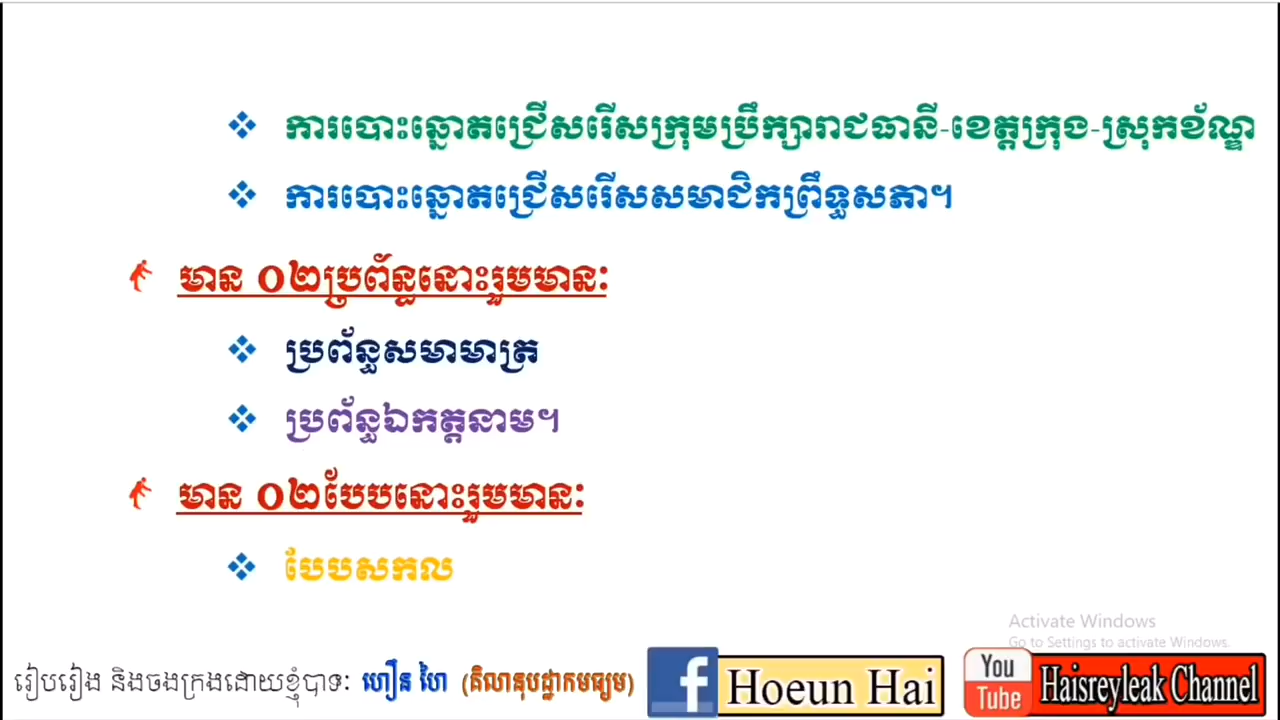 ការបោះឆ្នោតជ្រើសរើសក្រុមប្រឹក្សារាជធានី-ខេត្តក្រុង-ស្រុកខ័ណ្ឌ
ការបោះឆ្នោតជ្រើសរើសសមាជិកព្រឹទ្ធសភា។
មាន ០២ប្រព័ន្ធនោះរួមមានៈ
ប្រព័ន្ធសមាមាត្រ
ប្រព័ន្ធឯកត្តនាម។
មាន ០២បែបនោះរួមមានៈ
បែបសកល
Activate Windows
Go to Settings to activate Windows.
រៀបរៀង និងចងក្រងដោយខ្ញុំបាទៈ ហឿន ហៃ (និលានុបដ្ឋាកមធ្យម)
Hoeun Hai
You Tube
Haisreyleak Channel